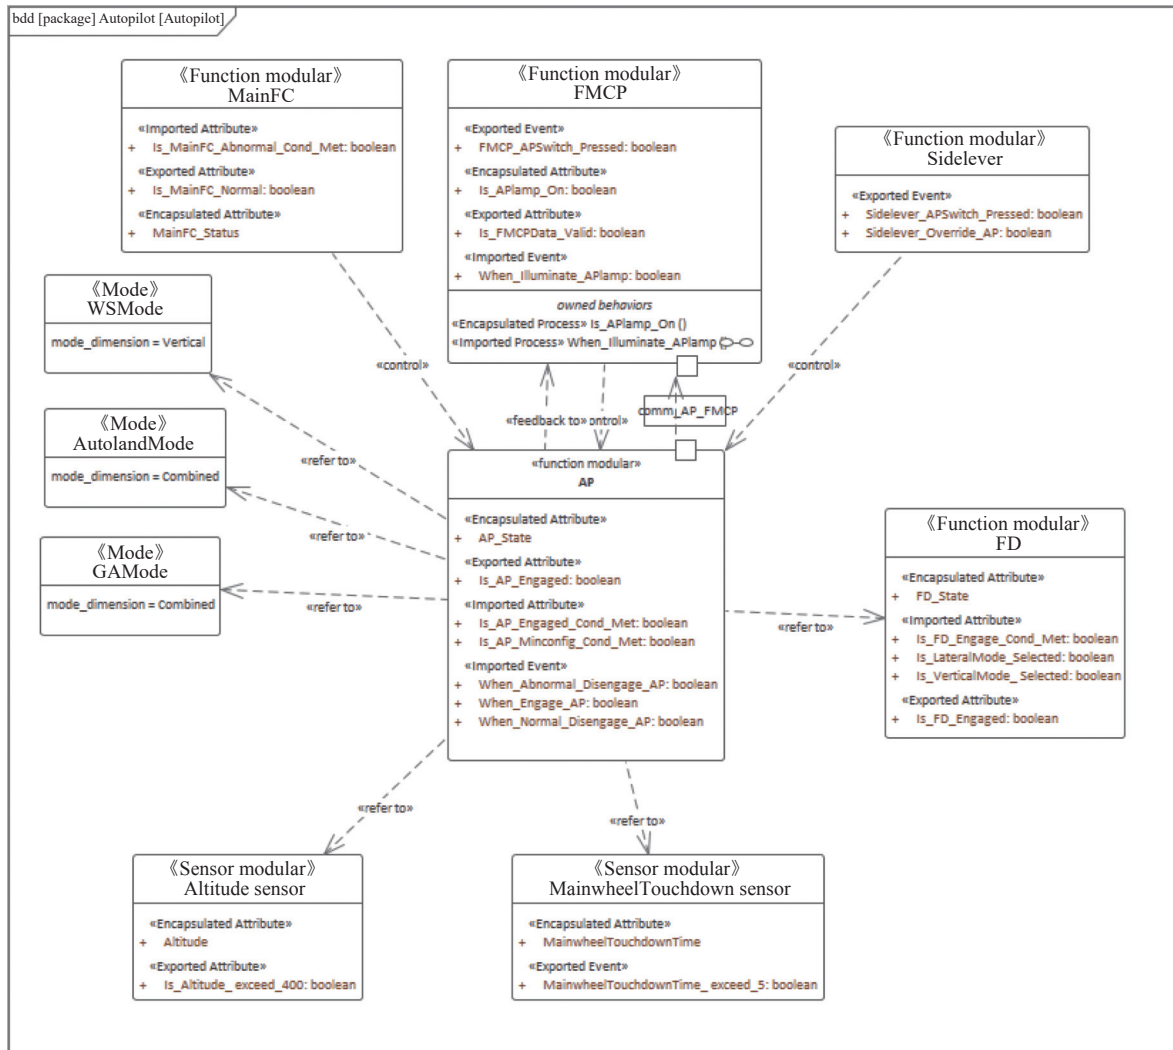 bdd [package] Autopilot [Autopilot]
《Function modular》
MainFC
«Imported Attribute»
+ Is_MainFC_Abnormal_Cond_Met: boolean
«Exported Attribute»
+ Is_MainFC_Normal: boolean
«Encapsulated Attribute»
+ MainFC_Status
《Function modular》
FMCP
«Exported Event»
+ FMCP_APSwitch_Pressed: boolean
«Encapsulated Attribute»
+ Is_APlamp_On: boolean
«Exported Attribute»
+ Is_FMCPData_Valid: boolean
«Imported Event»
+ When_Illuminate_APlamp: boolean
owned behaviors
«Encapsulated Process» Is_APlamp_On ()
«Imported Process» When_Illuminate_APlamp (
《Function modular》
Sidelever
«Exported Event»
+ Sidelever_APSwitch_Pressed: boolean
+ Sidelever_Override_AP: boolean
《Mode》
WSMode
mode_dimension = Vertical
«control»
«control»
《Mode》
AutolandMode
mode_dimension = Combined
«feedback to»
ontrol»
comm_AP_FMCP
«refer to»
«refer to»
《Mode》
GAMode
mode_dimension = Combined
«refer to»
«function modular»
AP
«Encapsulated Attribute»
+ AP_State
«Exported Attribute»
+ Is_AP_Engaged: boolean
«Imported Attribute»
+ Is_AP_Engaged_Cond_Met: boolean
+ Is_AP_Minconfig_Cond_Met: boolean
«Imported Event»
+ When_Abnormal_Disengage_AP: boolean
+ When_Engage_AP: boolean
+ When_Normal_Disengage_AP: boolean
«refer to»
《Function modular》
FD
«Encapsulated Attribute»
+ FD_State
«Imported Attribute»
+ Is_FD_Engage_Cond_Met: boolean
+ Is_LateralMode_Selected: boolean
+ Is_VerticalMode_ Selected: boolean
«Exported Attribute»
+ Is_FD_Engaged: boolean
«refer to»
«refer to»
《Sensor modular》
Altitude sensor
«Encapsulated Attribute»
+ Altitude
«Exported Attribute»
+ Is_Altitude_ exceed_400: boolean
《Sensor modular》
MainwheelTouchdown sensor
«Encapsulated Attribute»
+ MainwheelTouchdownTime
«Exported Event»
+ MainwheelTouchdownTime_ exceed_5: boolean